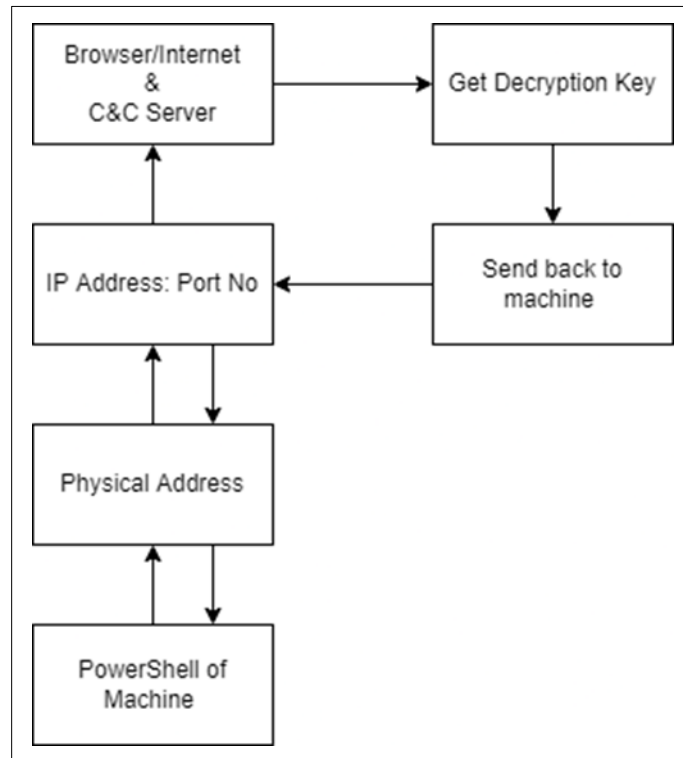 Browser/Internet
&
C&C Server
Get Decryption Key
IP Address: Port No
Send back to
machine
Physical Address
PowerShell of
Machine